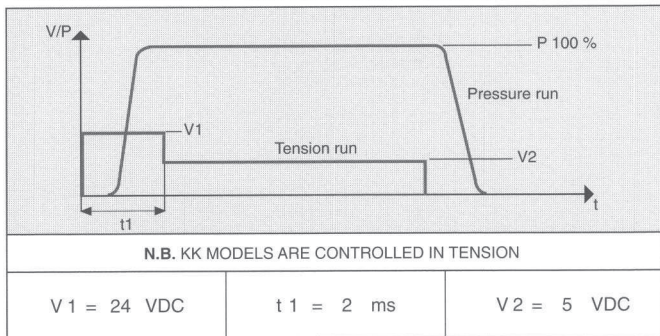 V/P
P 100 %
Pressure run
V1
Tension run
V2
t
t1
N.B. KK MODELS ARE CONTROLLED IN TENSION
V 1 = 24 VDC
t 1 = 2 ms
V 2 = 5 VDC